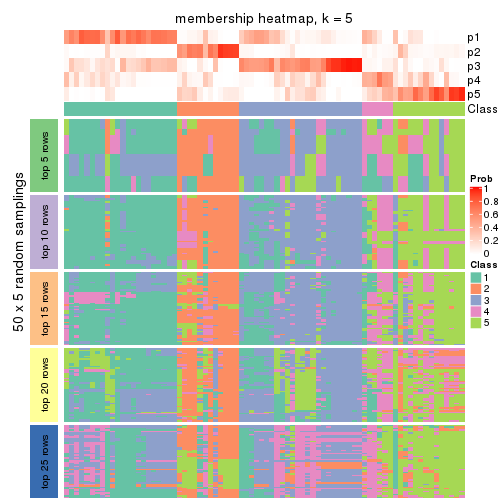 membership heatmap, k = 5
p1
p2
p3
p4
p5
Class
50 x 5 random samplings
top 5 rows
top 10 rows
top 15 rows
top 20 rows
top 25 rows
Prob
1
0.8
0.6
0.4
0.2
0
Class
1
2
3
4
5